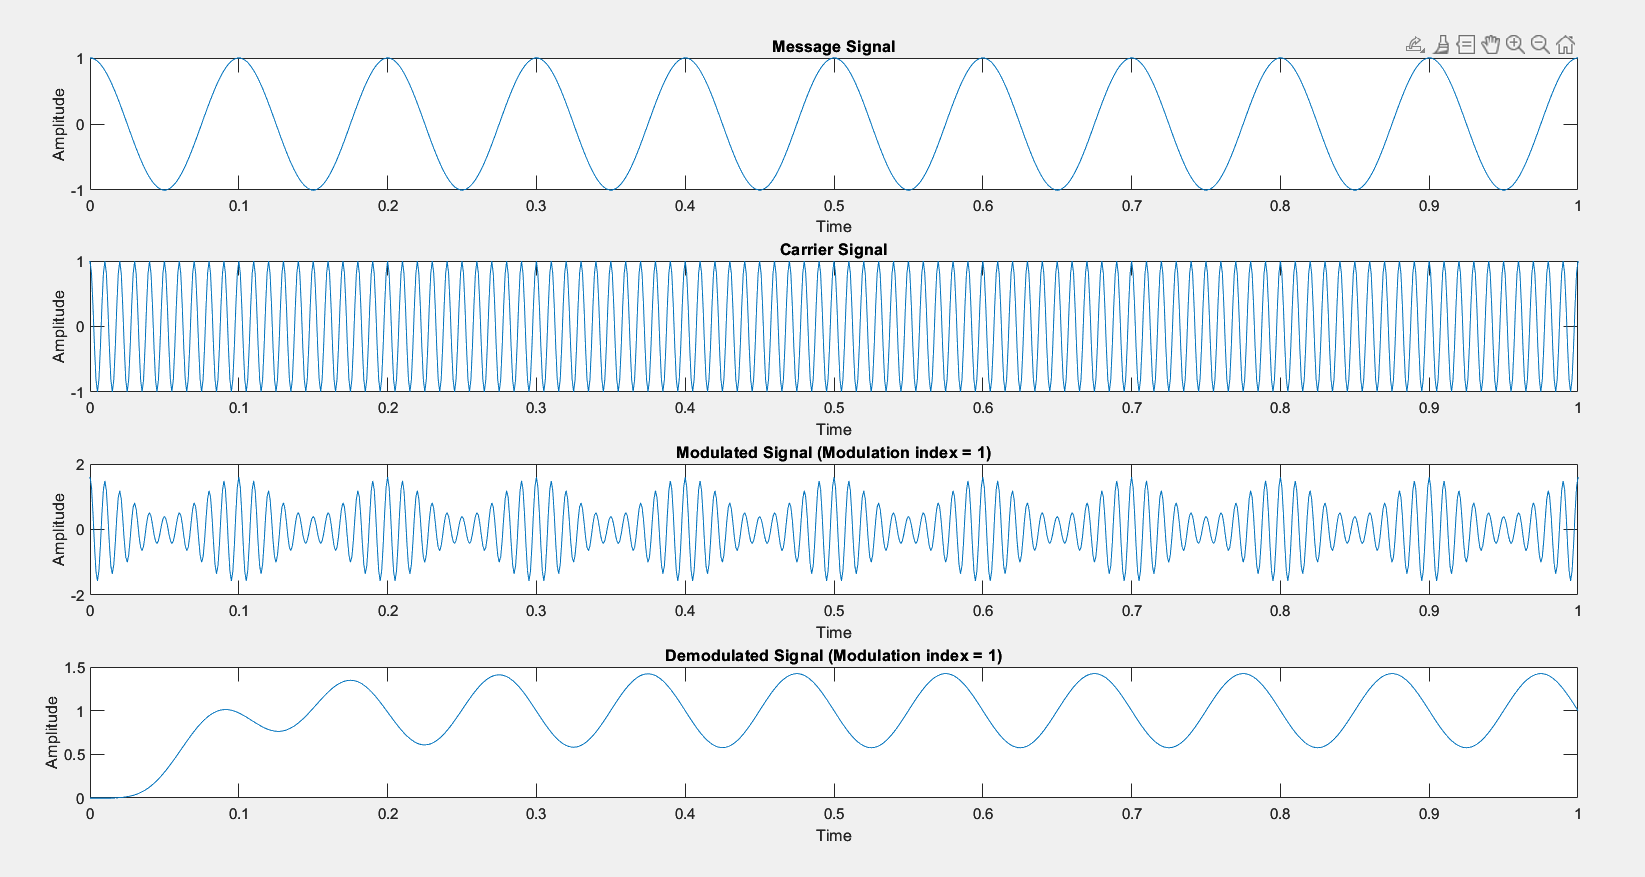 Message Signal
1
0
-1
Amplitude
0 0.1 0.2 0.3 0.4 0.5 0.6 0.7 0.8 0.9 1
Time
Carrier Signal
1
0
-1
Amplitude
0 0.1 0.2 0.3 0.4 0.5 0.6 0.7 0.8 0.9 1
Time
Modulated Signal (Modulation index = 1)
2
0
-2
Amplitude
0 0.1 0.2 0.3 0.4 0.5 0.6 0.7 0.8 0.9 1
Time
Demodulated Signal (Modulation index = 1)
1.5
1
0.5
0
Amplitude
0 0.1 0.2 0.3 0.4 0.5 0.6 0.7 0.8 0.9 1
Time